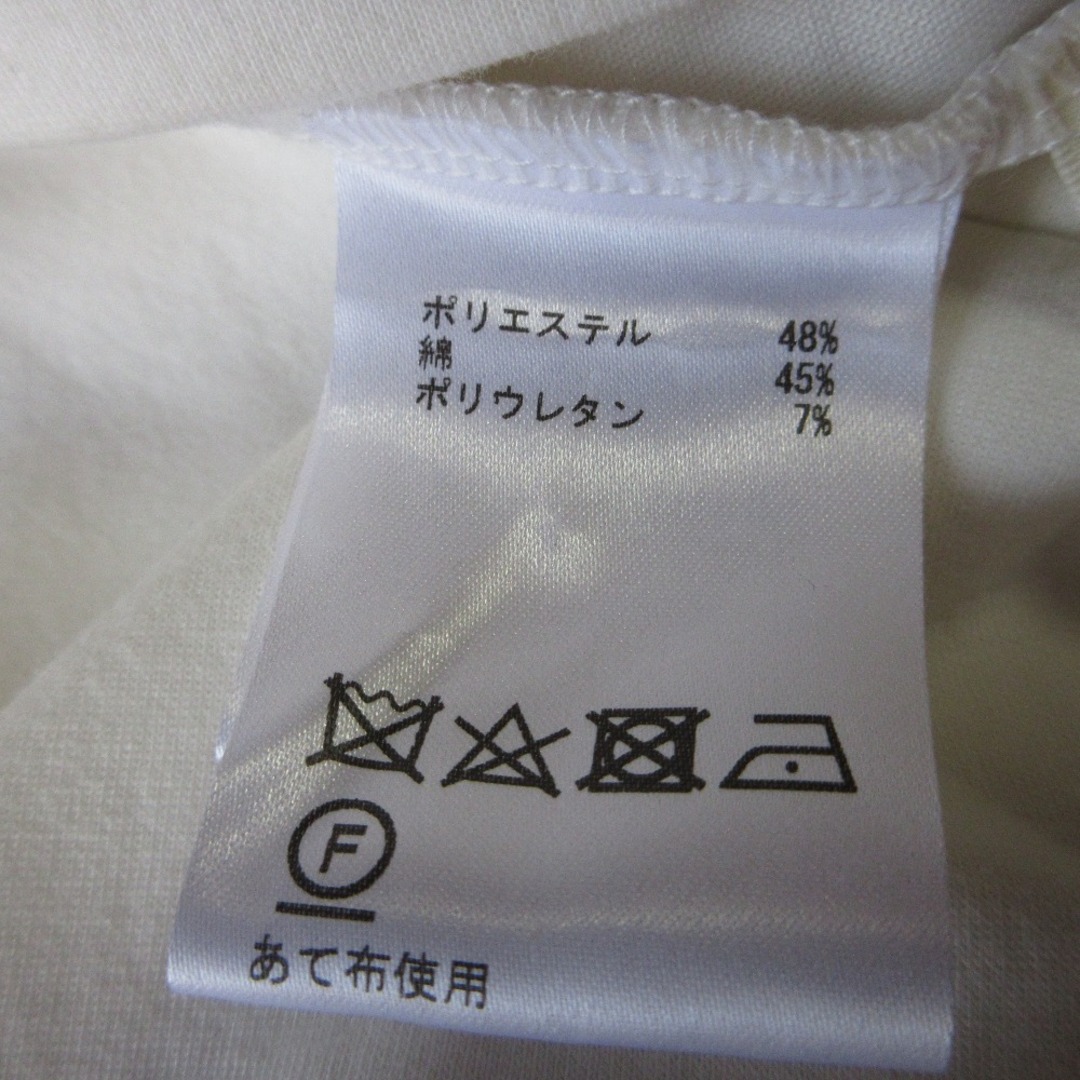 ポリエステル 48%
綿 45%
ポリウレタン 7%
F
あて布使用